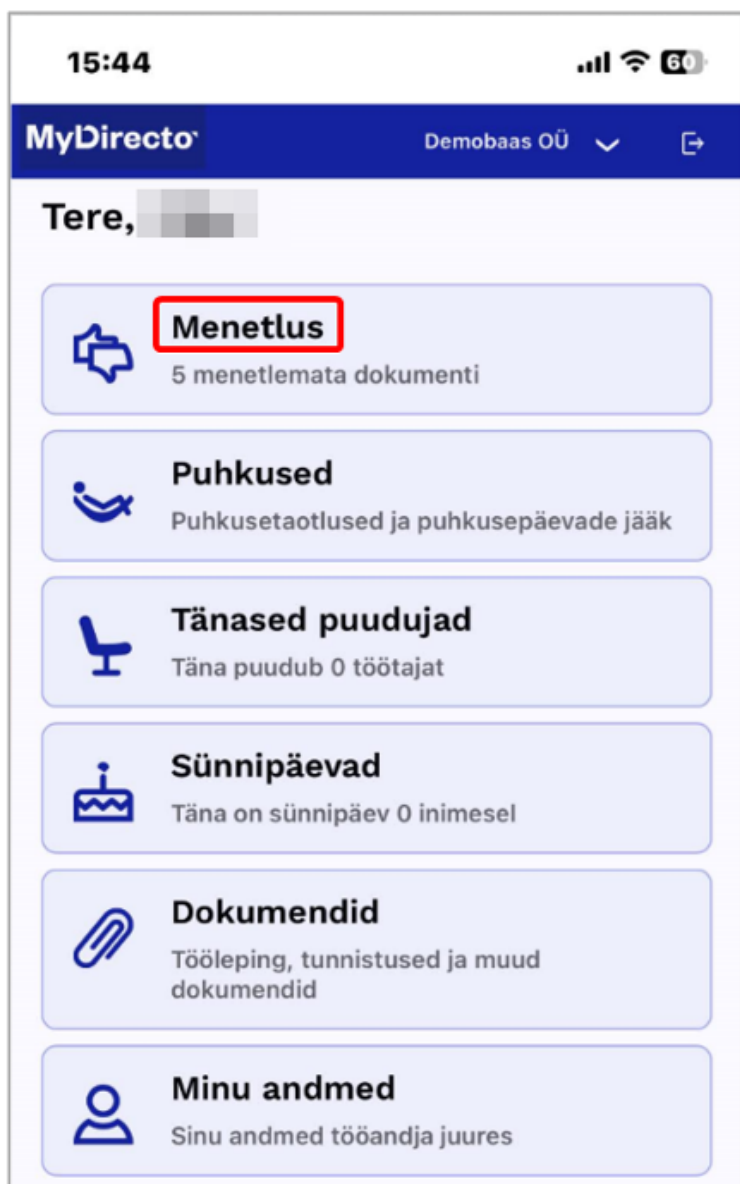 15:44
60
MyDirecto
Demobaas OÜ
Tere,
Menetlus
5 menetlemata dokumenti
Puhkused
Puhkusetaotlused ja puhkusepäevade jääk
Tänased puudujad
Täna puudub 0 töötajat
Sünnipäevad
Täna on sünnipäev 0 inimesel
Dokumendid
Tööleping, tunnistused ja muud
dokumendid
Minu andmed
Sinu andmed tööandja juures